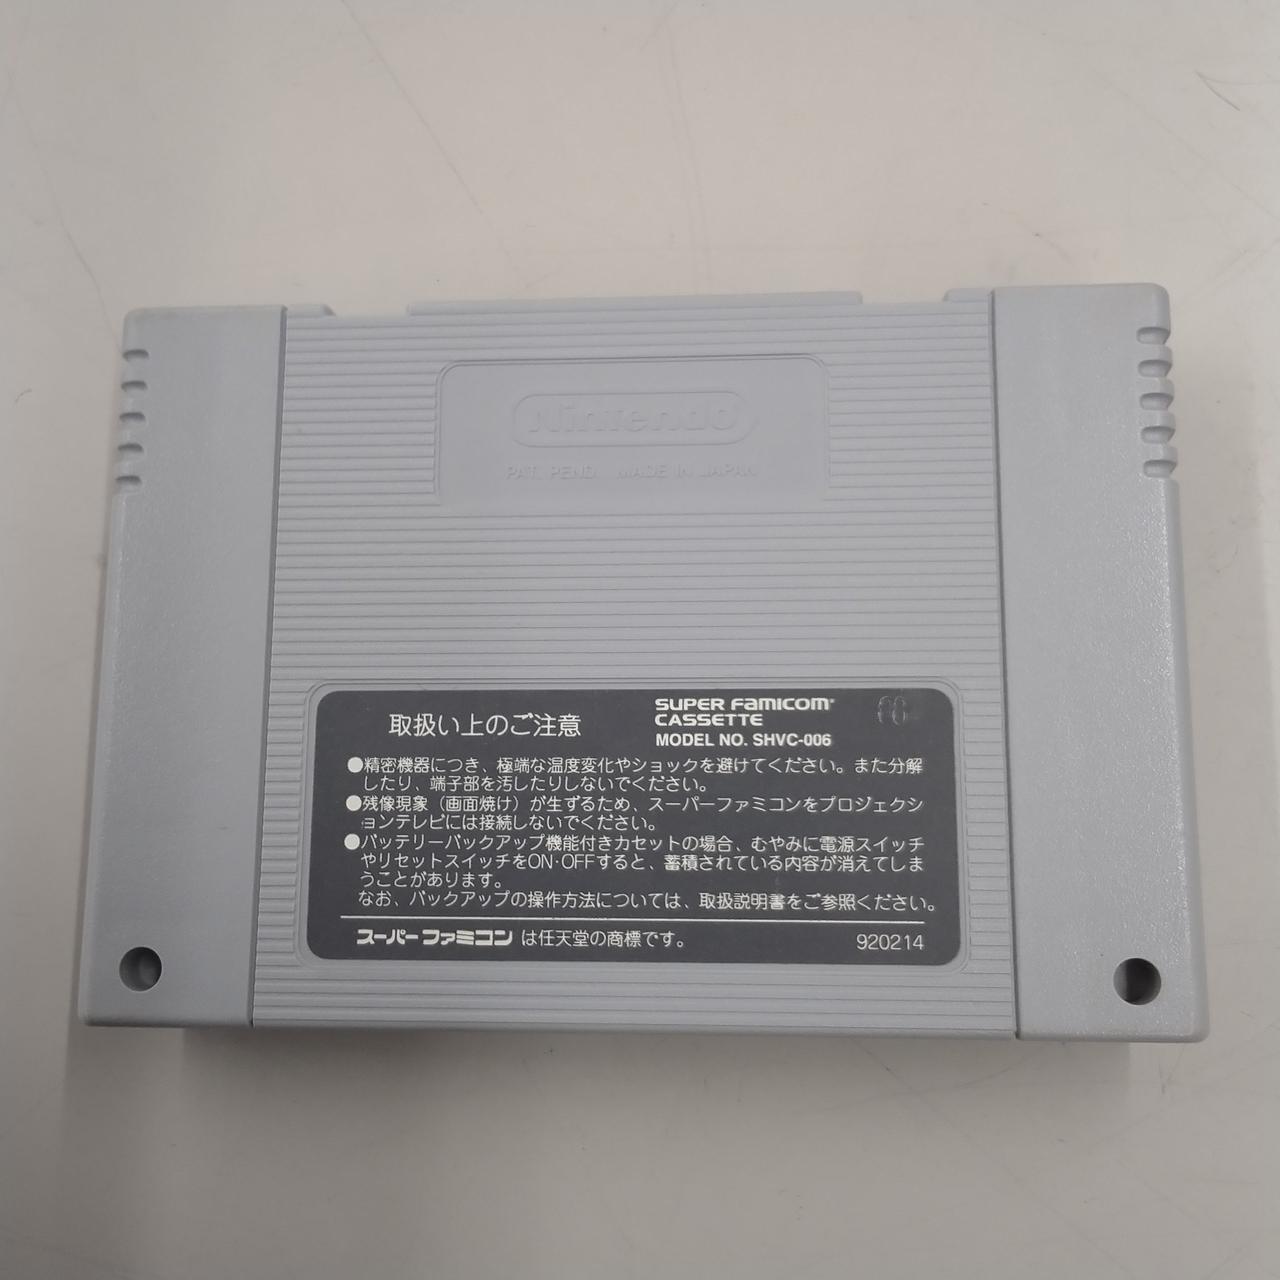 Nintendo
PAT. PEND. MADE IN JAPAN
取扱い上のご注意
SUPER FAMICOM
CASSETTE
MODEL NO. SHVC-006
●精密機器につき、極端な温度変化やショックを避けてください。また分解
したり、端子部を汚したりしないでください。
●残像現象（画面焼け）が生ずるため、スーパーファミコンをプロジェクシ
ョンテレビには接続しないでください。
●バッテリーバックアップ機能付きカセットの場合、むやみに電源スイッチ
やリセットスイッチをON・OFFすると、蓄積されている内容が消えてしま
うことがあります。
なお、バックアップの操作方法については、取扱説明書をご参照ください。
スーパーファミコン は任天堂の商標です。
920214